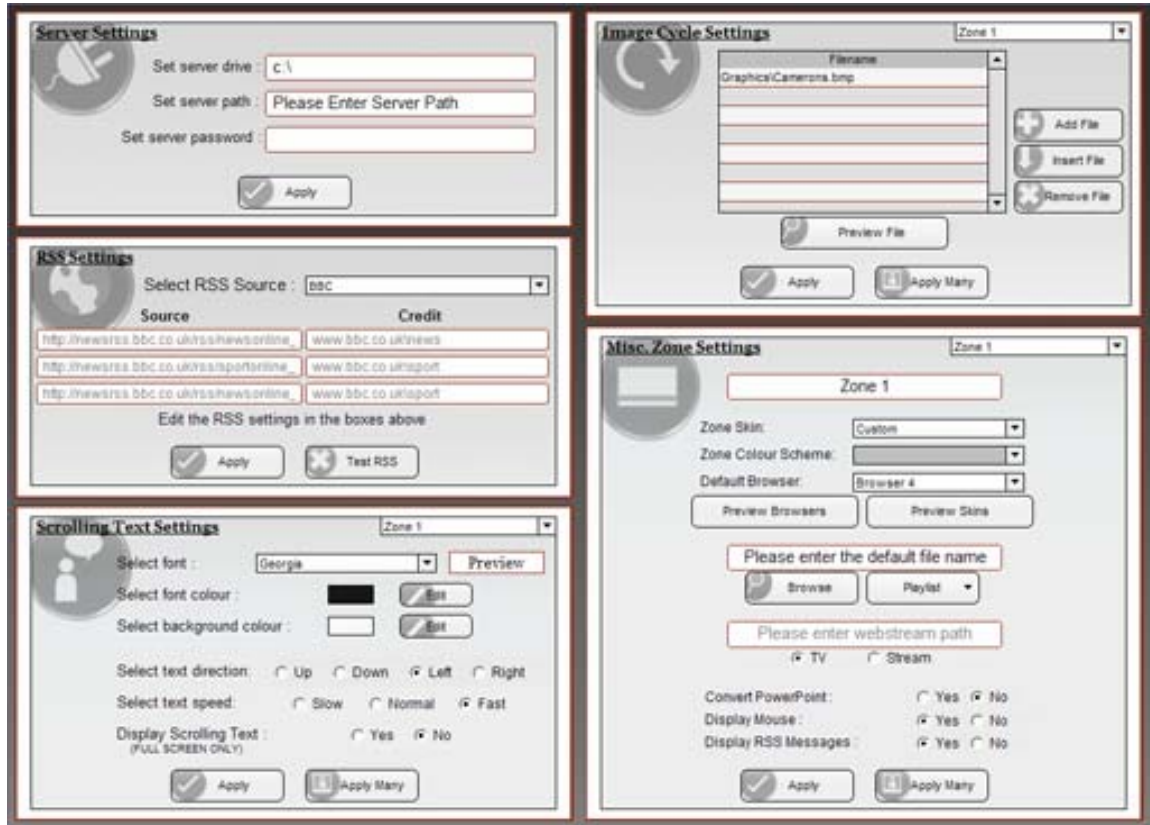 Server Settings
Set server drive : c:\
Set server path : Please Enter Server Path
Set server password :
Apply
RSS Settings
Select RSS Source : BBC
Source Credit
http://newsrss.bbc.co.uk/rss/newsonline_ www.bbc.co.uk\news
http://newsrss.bbc.co.uk/rss/sportonline_ www.bbc.co.uk\sport
http://newsrss.bbc.co.uk/rss/newsonline_ www.bbc.co.uk\sport
Edit the RSS settings in the boxes above
Apply Test RSS
Scrolling Text Settings Zone 1
Select font : Georgia Preview
Select font colour : Edit
Select background colour : Edit
Select text direction: Up Down Left Right
Select text speed: Slow Normal Fast
Display Scrolling Text : Yes No
(FULL SCREEN ONLY)
Apply Apply Many
Image Cycle Settings Zone 1
Filename
Graphics\Camerons.bmp
Add File
Insert File
Remove File
Preview File
Apply Apply Many
Misc. Zone Settings Zone 1
Zone 1
Zone Skin: Custom
Zone Colour Scheme:
Default Browser: Browser 4
Preview Browsers Preview Skins
Please enter the default file name
Browse Playlist
Please enter webstream path
TV Stream
Convert PowerPoint : Yes No
Display Mouse : Yes No
Display RSS Messages : Yes No
Apply Apply Many